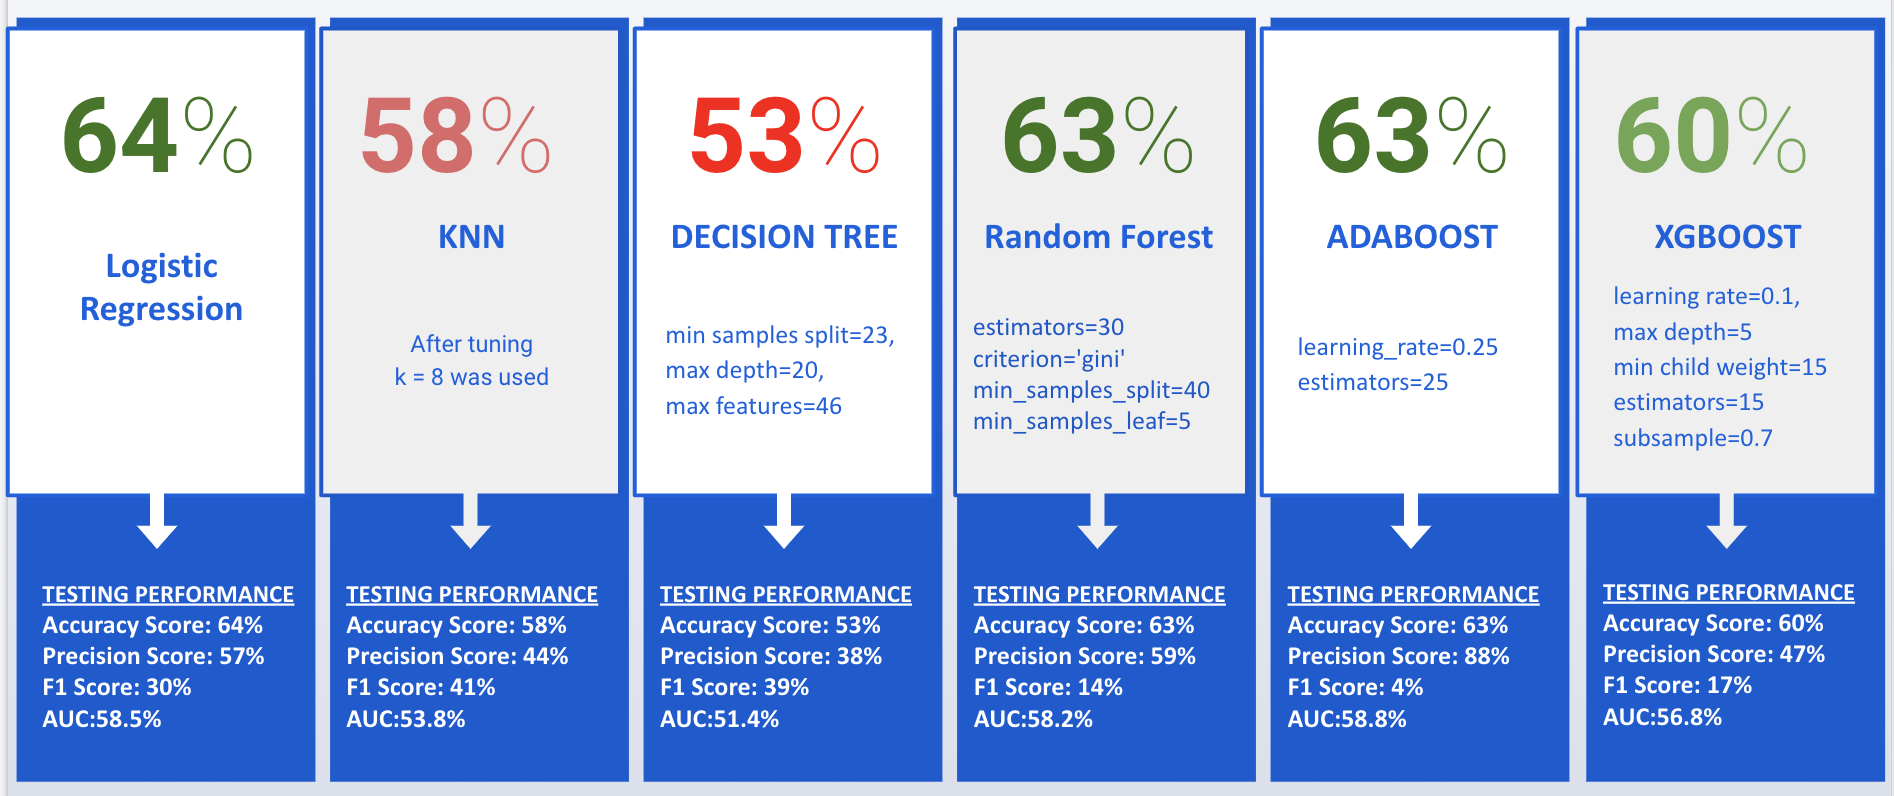 64%
Logistic
Regression
TESTING PERFORMANCE
Accuracy Score: 64%
Precision Score: 57%
F1 Score: 30%
AUC:58.5%
58%
KNN
After tuning
k = 8 was used
TESTING PERFORMANCE
Accuracy Score: 58%
Precision Score: 44%
F1 Score: 41%
AUC:53.8%
53%
DECISION TREE
min samples split=23,
max depth=20,
max features=46
TESTING PERFORMANCE
Accuracy Score: 53%
Precision Score: 38%
F1 Score: 39%
AUC:51.4%
63%
Random Forest
estimators=30
criterion='gini'
min_samples_split=40
min_samples_leaf=5
TESTING PERFORMANCE
Accuracy Score: 63%
Precision Score: 59%
F1 Score: 14%
AUC:58.2%
63%
ADABOOST
learning_rate=0.25
estimators=25
TESTING PERFORMANCE
Accuracy Score: 63%
Precision Score: 88%
F1 Score: 4%
AUC:58.8%
60%
XGBOOST
learning rate=0.1,
max depth=5
min child weight=15
estimators=15
subsample=0.7
TESTING PERFORMANCE
Accuracy Score: 60%
Precision Score: 47%
F1 Score: 17%
AUC:56.8%